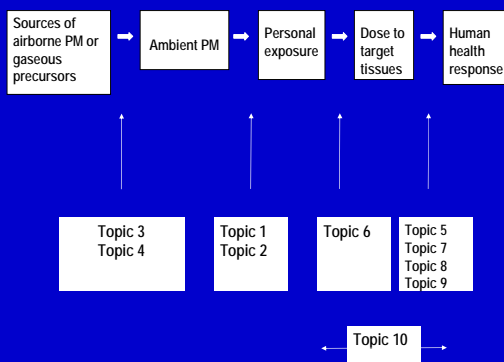 Sources of
airborne PM or
gaseous
precursors
Ambient PM
Personal
exposure
Dose to
target
tissues
Human
health
response
Topic 3
Topic 4
Topic 1
Topic 2
Topic 6
Topic 5
Topic 7
Topic 8
Topic 9
Topic 10